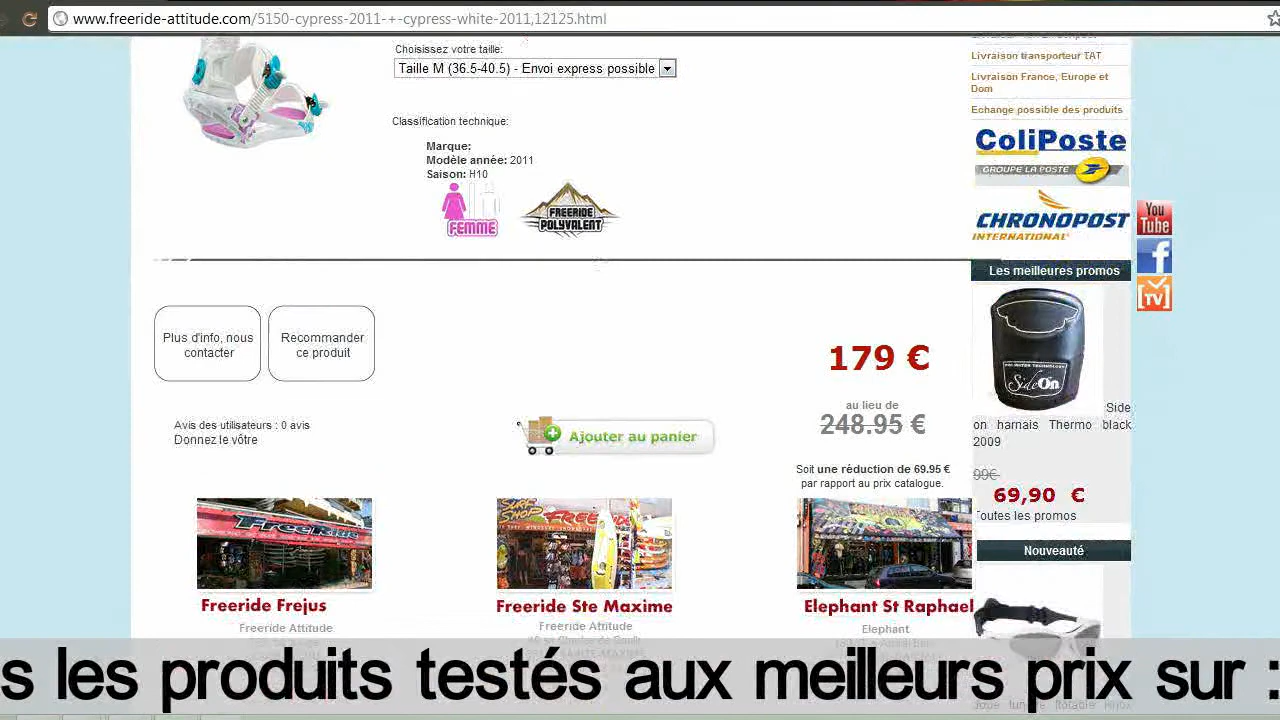 www.freeride-attitude.com/5150-cypress-2011-+-cypress-white-2011,12125.html
Choisissez votre taille:
Taille M (36.5-40.5) - Envoi express possible
Classification technique:
Marque:
Modèle année: 2011
Saison: H10
FEMME
FREERIDE
POLYVALENT
Plus d'info, nous
contacter
Recommander
ce produit
Avis des utilisateurs : 0 avis
Donnez le vôtre
Ajouter au panier
179 €
au lieu de
248.95 €
Soit une réduction de 69.95 €
par rapport au prix catalogue.
Freeride Frejus
Freeride Attitude
Freeride Ste Maxime
Freeride Attitude
Elephant St Raphael
Elephant
Livraison transporteur TAT
Livraison France, Europe et
Dom
Echange possible des produits
ColiPoste
GROUPE LA POSTE
CHRONOPOST
INTERNATIONAL
Les meilleures promos
Side On
Side
on harnais Thermo black
2009
99€
69,90 €
Toutes les promos
Nouveauté
You
Tube
f
[TV]
s les produits testés aux meilleurs prix sur :